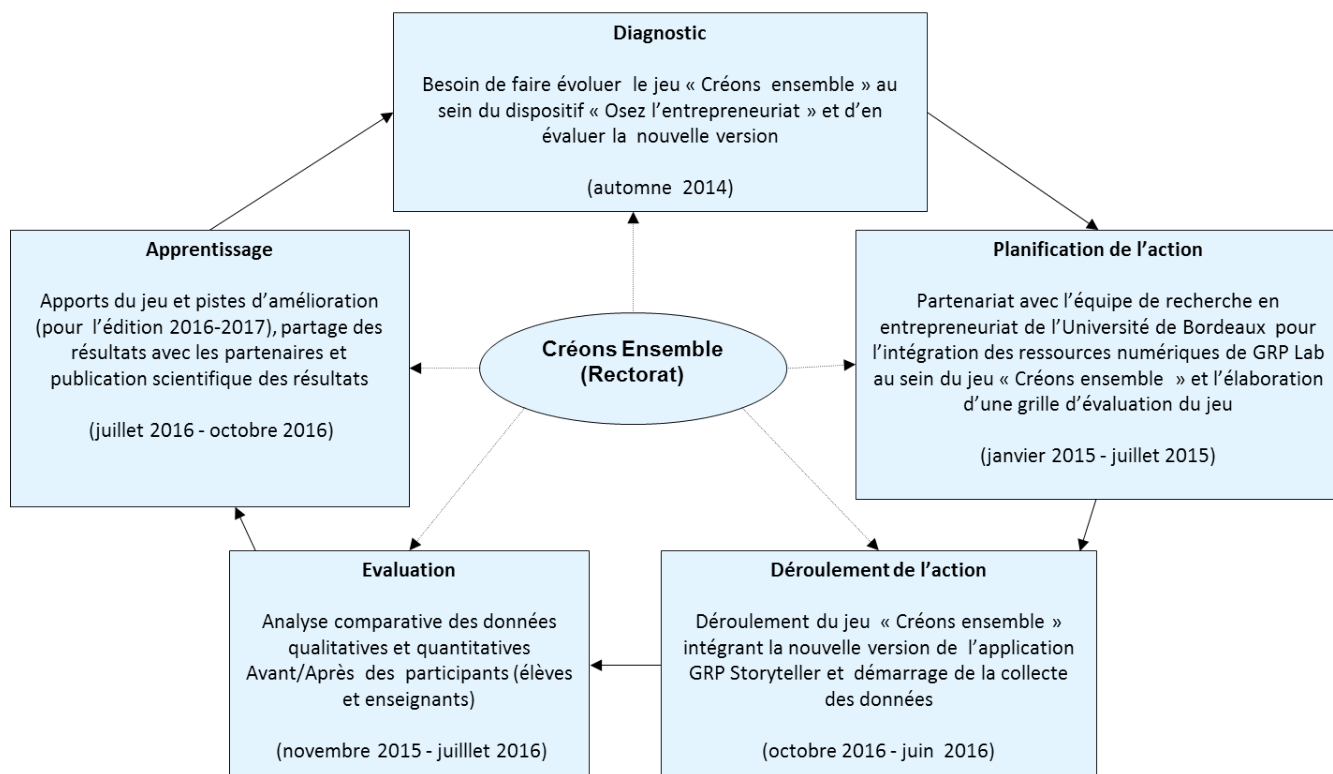 Diagnostic
Besoin de faire évoluer le jeu « Créons ensemble » au
sein du dispositif « Osez l’entrepreneuriat » et d’en
évaluer la nouvelle version
(automne 2014)
Apprentissage
Apports du jeu et pistes d’amélioration
(pour l’édition 2016-2017), partage des
résultats avec les partenaires et
publication scientifique des résultats
(juillet 2016 - octobre 2016)
Créons Ensemble
(Rectorat)
Planification de l’action
Partenariat avec l’équipe de recherche en
entrepreneuriat de l’Université de Bordeaux pour
l’intégration des ressources numériques de GRP Lab
au sein du jeu « Créons ensemble » et l’élaboration
d’une grille d’évaluation du jeu
(janvier 2015 - juillet 2015)
Evaluation
Analyse comparative des données
qualitatives et quantitatives
Avant/Après des participants (élèves
et enseignants)
(novembre 2015 - juilllet 2016)
Déroulement de l’action
Déroulement du jeu « Créons ensemble »
intégrant la nouvelle version de l’application
GRP Storyteller et démarrage de la collecte
des données
(octobre 2016 - juin 2016)